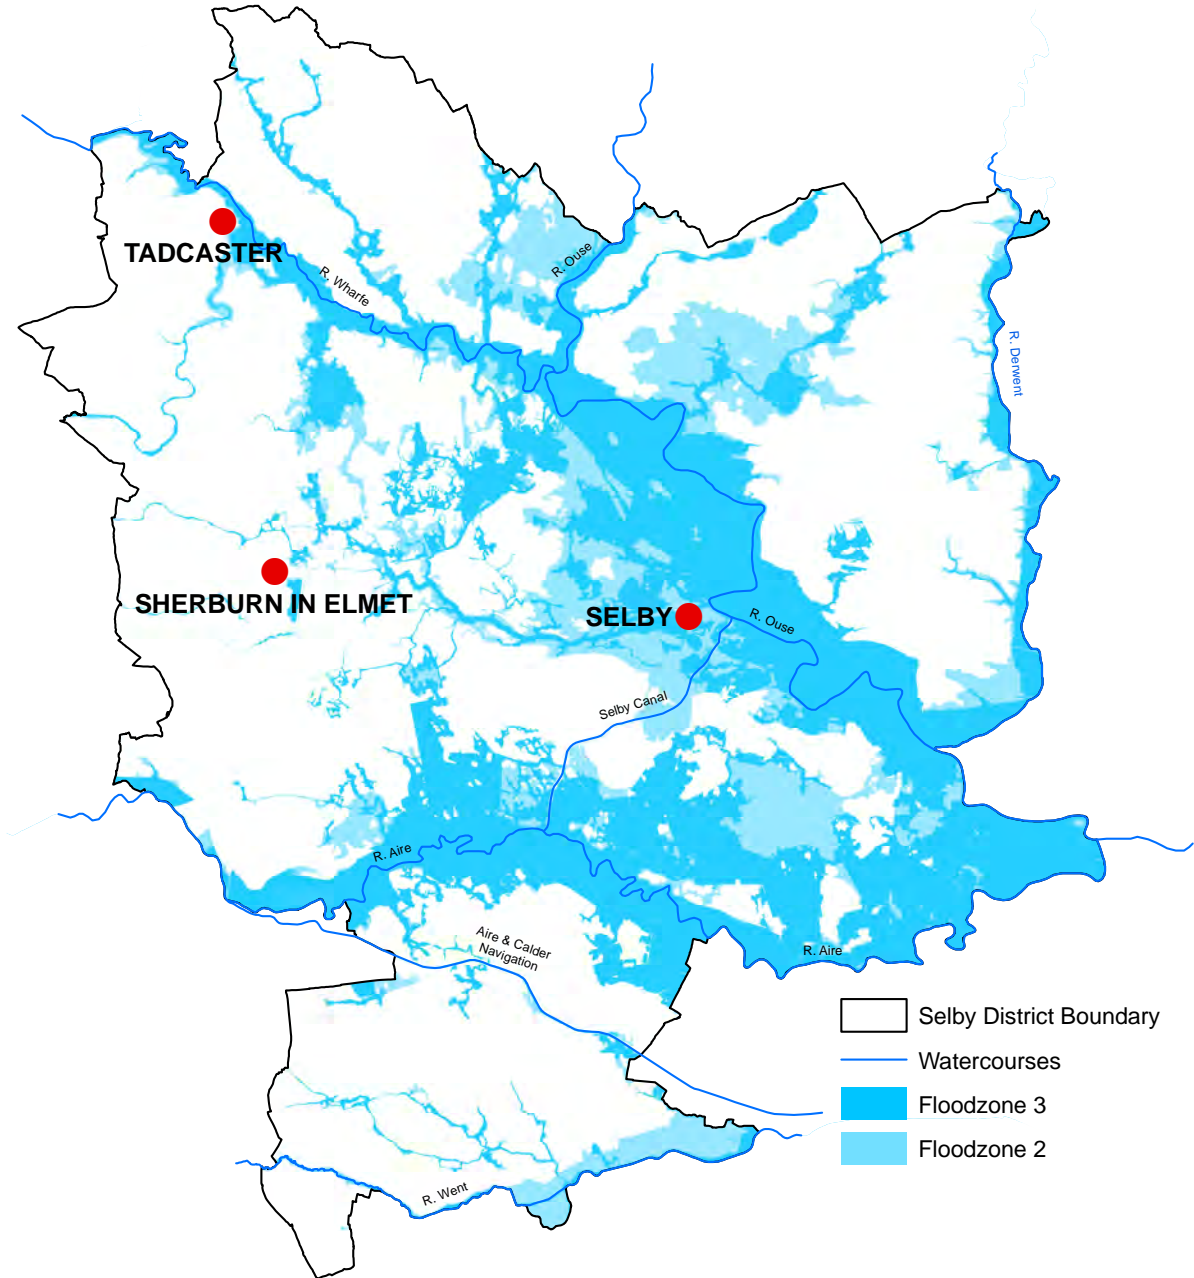 TADCASTER
R. Wharfe
R. Ouse
R. Derwent
SHERBURN IN ELMET
SELBY
R. Ouse
Selby Canal
R. Aire
Aire & Calder
Navigation
R. Aire
R. Went
Selby District Boundary
Watercourses
Floodzone 3
Floodzone 2